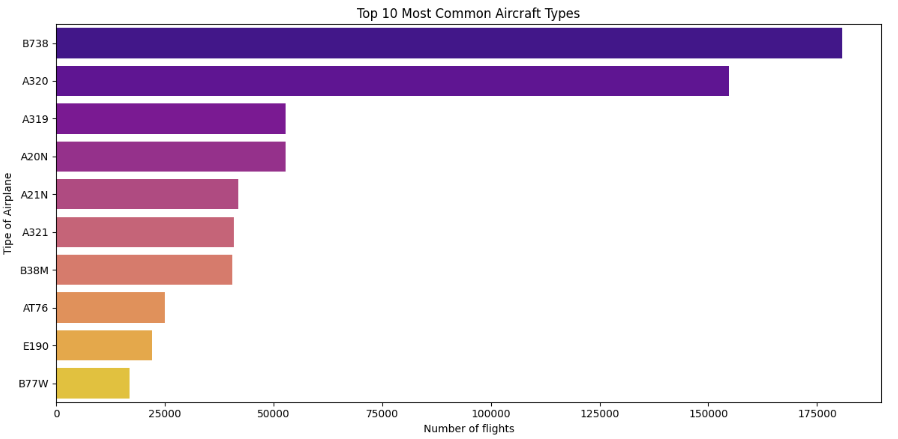 Top 10 Most Common Aircraft Types
Tipe of Airplane
B738
A320
A319
A20N
A21N
A321
B38M
AT76
E190
B77W
0 25000 50000 75000 100000 125000 150000 175000
Number of flights